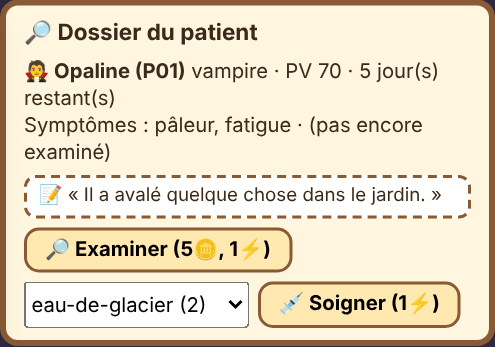 🔎 Dossier du patient
🧛 Opaline (P01) vampire · PV 70 · 5 jour(s)
restant(s)
Symptômes : pâleur, fatigue · (pas encore
examiné)
📝 « Il a avalé quelque chose dans le jardin. »
🔎 Examiner (5🪙, 1⚡)
eau-de-glacier (2)
💉 Soigner (1⚡)